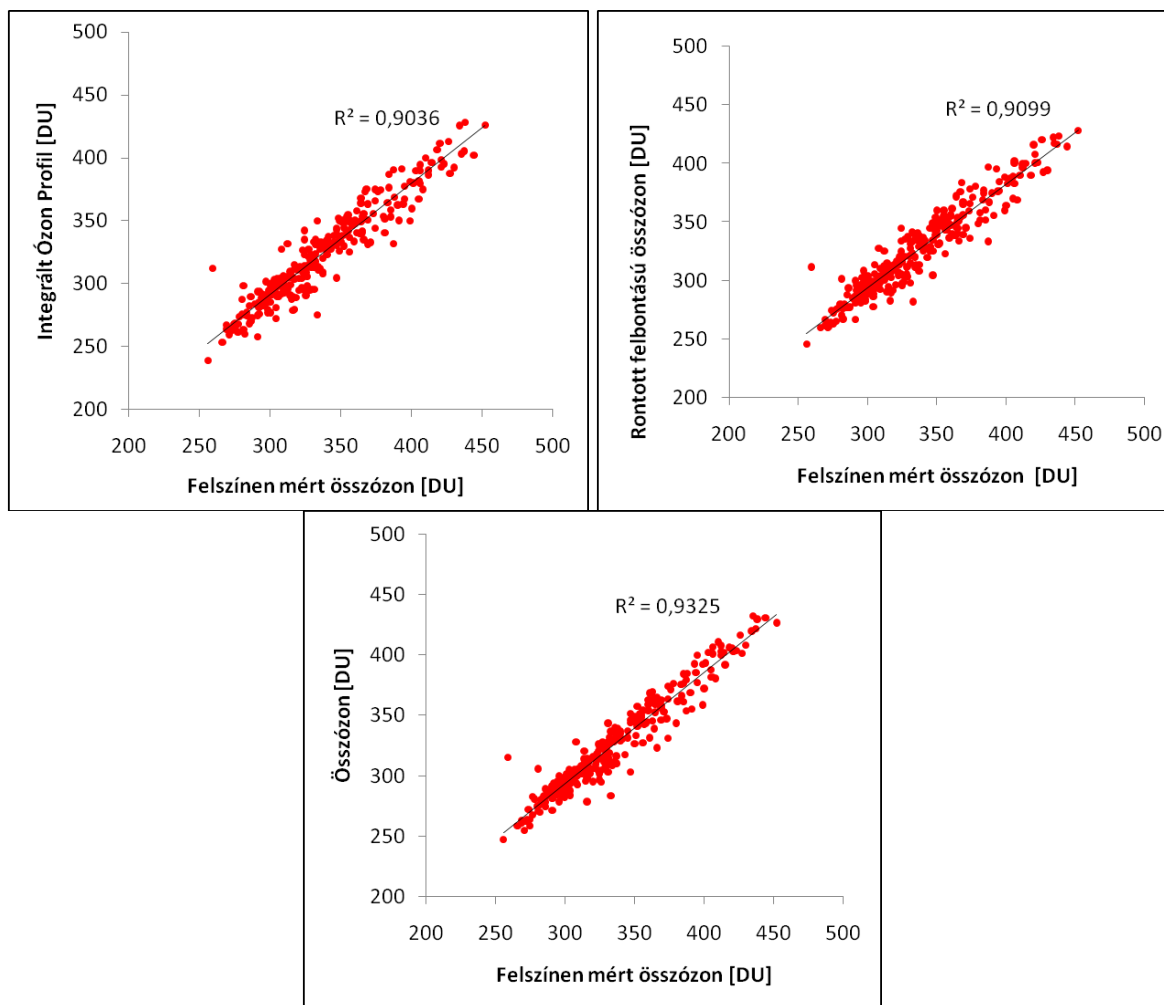 500
450
400
350
300
250
200
Integrált Ózon Profil [DU]
R² = 0,9036
200 250 300 350 400 450 500
Felszínen mért összózon [DU]
500
450
400
350
300
250
200
Rontott felbontású összózon [DU]
R² = 0,9099
200 250 300 350 400 450 500
Felszínen mért összózon [DU]
500
450
400
350
300
250
200
Összózon [DU]
R² = 0,9325
200 250 300 350 400 450 500
Felszínen mért összózon [DU]